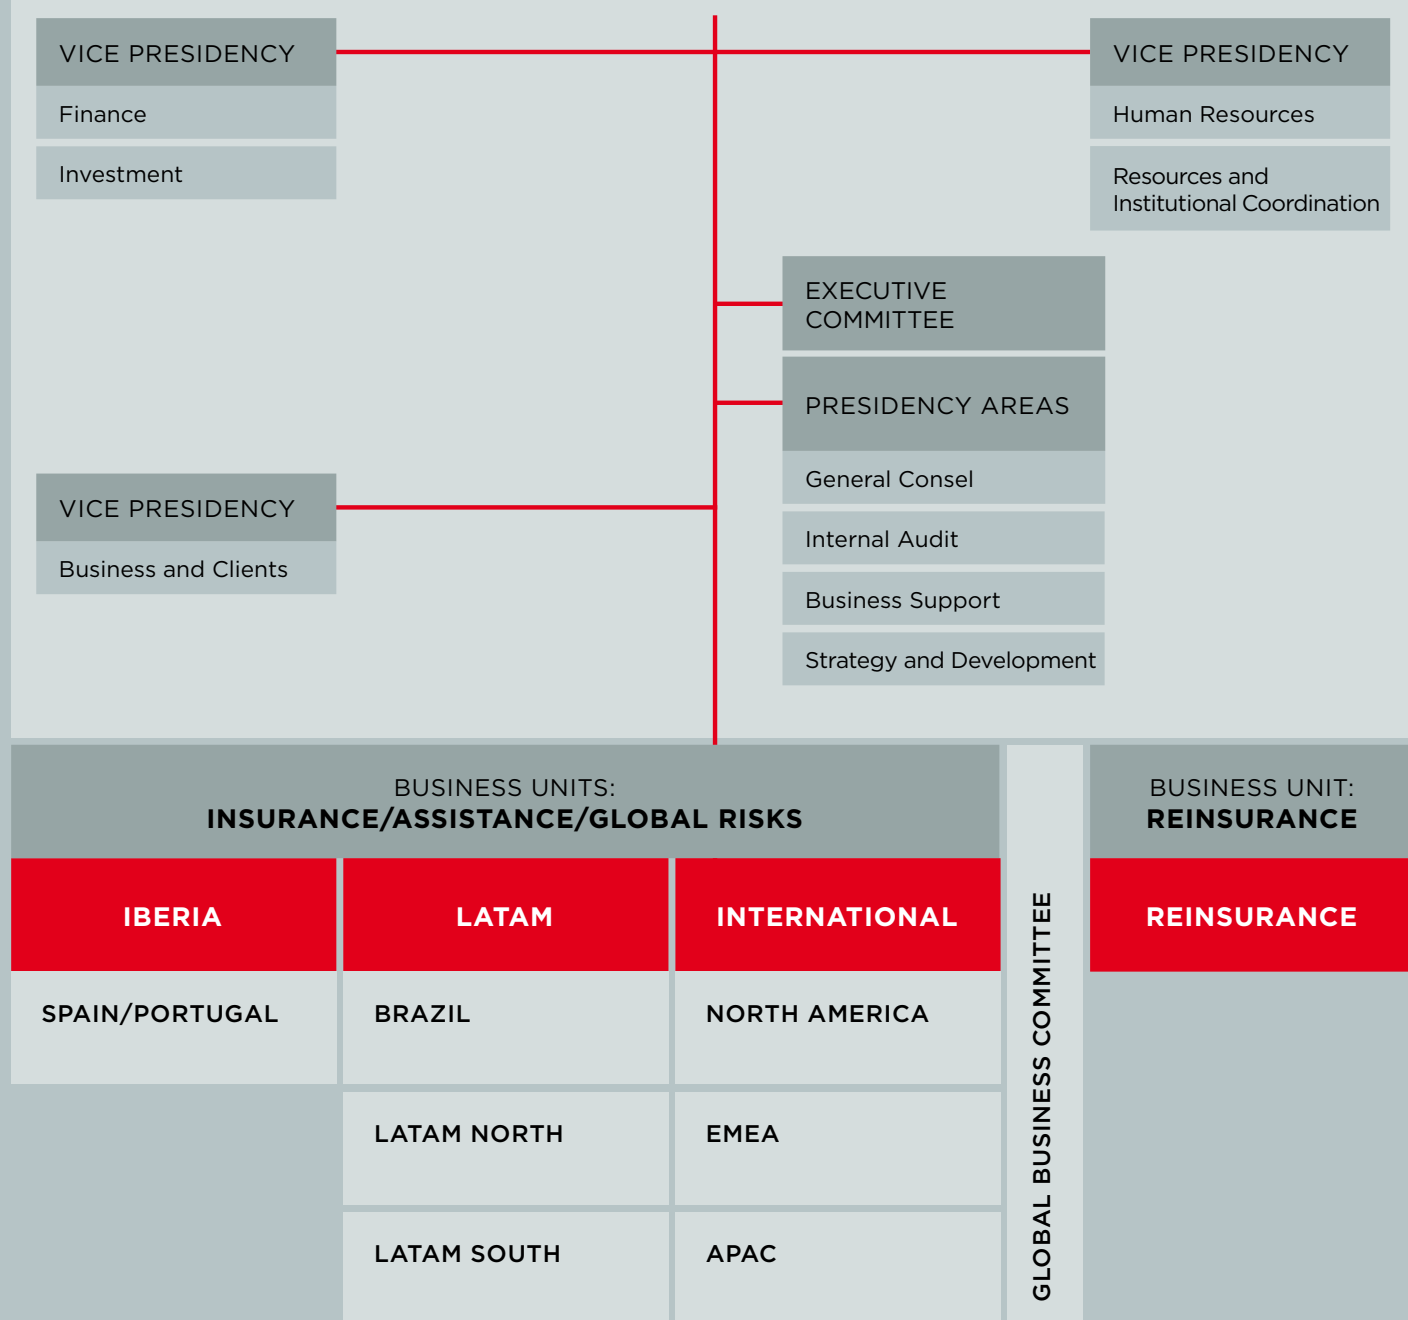 VICE PRESIDENCY
Finance
Investment
VICE PRESIDENCY
Human Resources
Resources and
Institutional Coordination
EXECUTIVE
COMMITTEE
PRESIDENCY AREAS
General Consel
Internal Audit
Business Support
Strategy and Development
VICE PRESIDENCY
Business and Clients
BUSINESS UNITS:
INSURANCE/ASSISTANCE/GLOBAL RISKS
IBERIA
SPAIN/PORTUGAL
LATAM
BRAZIL
LATAM NORTH
LATAM SOUTH
INTERNATIONAL
NORTH AMERICA
EMEA
APAC
GLOBAL BUSINESS COMMITTEE
BUSINESS UNIT:
REINSURANCE
REINSURANCE